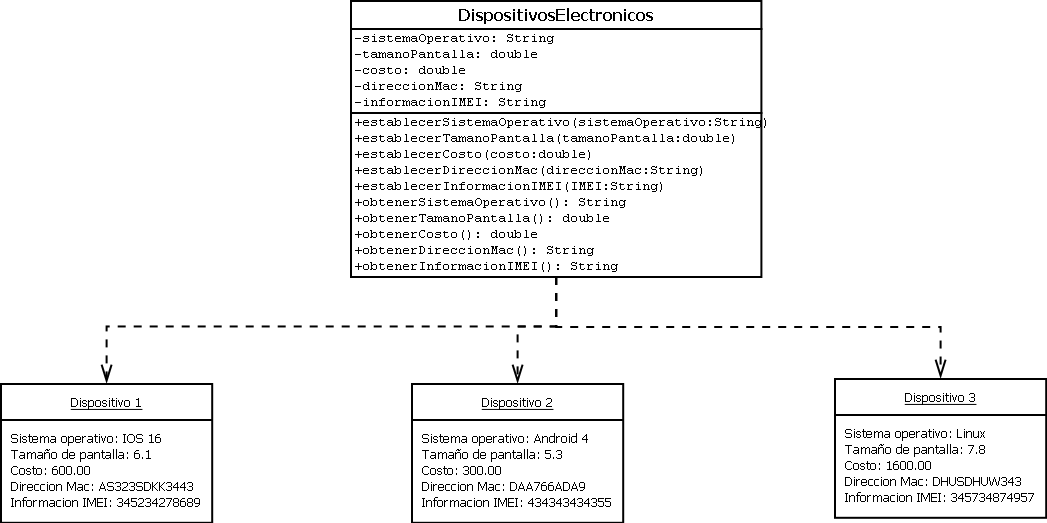 DispositivosElectronicos
-sistemaOperativo: String
-tamanoPantalla: double
-costo: double
-direccionMac: String
-informacionIMEI: String
+establecerSistemaOperativo(sistemaOperativo:String)
+establecerTamanoPantalla(tamanoPantalla:double)
+establecerCosto(costo:double)
+establecerDireccionMac(direccionMac:String)
+establecerInformacionIMEI(IMEI:String)
+obtenerSistemaOperativo(): String
+obtenerTamanoPantalla(): double
+obtenerCosto(): double
+obtenerDireccionMac(): String
+obtenerInformacionIMEI(): String
Dispositivo 1
Sistema operativo: IOS 16
Tamaño de pantalla: 6.1
Costo: 600.00
Direccion Mac: AS323SDKK3443
Informacion IMEI: 345234278689
Dispositivo 2
Sistema operativo: Android 4
Tamaño de pantalla: 5.3
Costo: 300.00
Direccion Mac: DAA766ADA9
Informacion IMEI: 434343434355
Dispositivo 3
Sistema operativo: Linux
Tamaño de pantalla: 7.8
Costo: 1600.00
Direccion Mac: DHUSDHUW343
Informacion IMEI: 345734874957